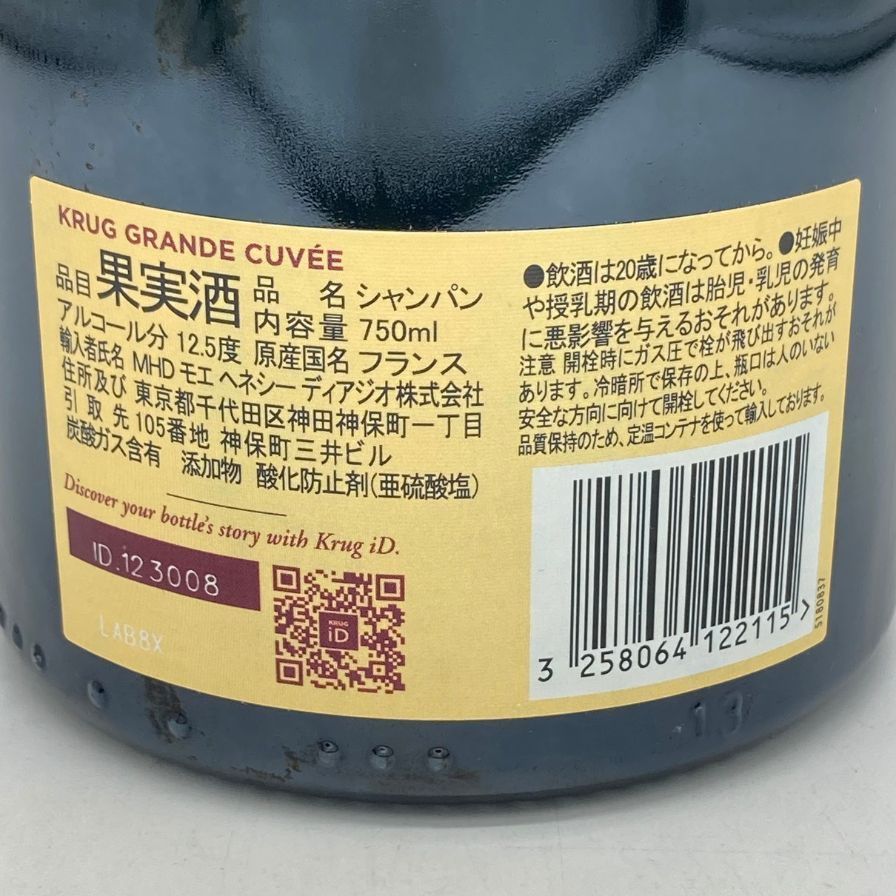 KRUG GRANDE CUVÉE
品目 果実酒 品 名 シャンパン
内容量 750ml
アルコール分 12.5度 原産国名 フランス
輸入者氏名 MHD モエ ヘネシー ディアジオ株式会社
住所及び 東京都千代田区神田神保町一丁目
引 取 先 105番地 神保町三井ビル
炭酸ガス含有 添加物 酸化防止剤(亜硫酸塩)
Discover your bottle's story with Krug iD.
ID.123008
KRUG
iD
LAB8X
●飲酒は20歳になってから。●妊娠中
や授乳期の飲酒は胎児・乳児の発育
に悪影響を与えるおそれがあります。
注意 開栓時にガス圧で栓が飛び出すおそれが
あります。冷暗所で保存の上、瓶口は人のいない
安全な方向に向けて開栓してください。
品質保持のため、定温コンテナを使って輸入しております。
3 258064 122115 >
5180837
13